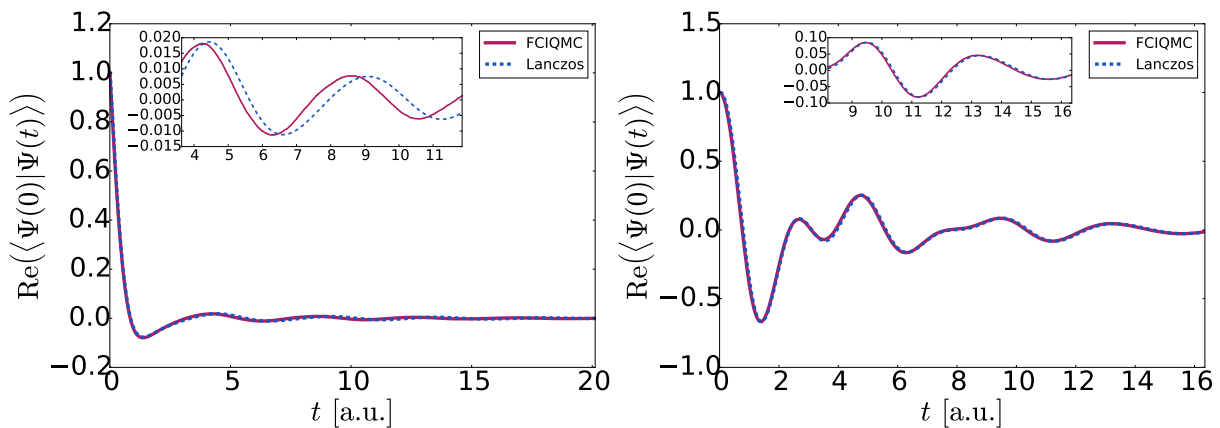 1.2
1.0
0.8
0.6
0.4
0.2
0.0
−0.2
Re(⟨Ψ(0)|Ψ(t)⟩)
0.020
0.015
0.010
0.005
0.000
−0.005
−0.010
−0.015
4 5 6 7 8 9 10 11
FCIQMC
Lanczos
0 5 10 15 20
t [a.u.]
1.5
1.0
0.5
0.0
−0.5
−1.0
Re(⟨Ψ(0)|Ψ(t)⟩)
0.10
0.05
0.00
−0.05
−0.10
9 10 11 12 13 14 15 16
FCIQMC
Lanczos
0 2 4 6 8 10 12 14 16
t [a.u.]